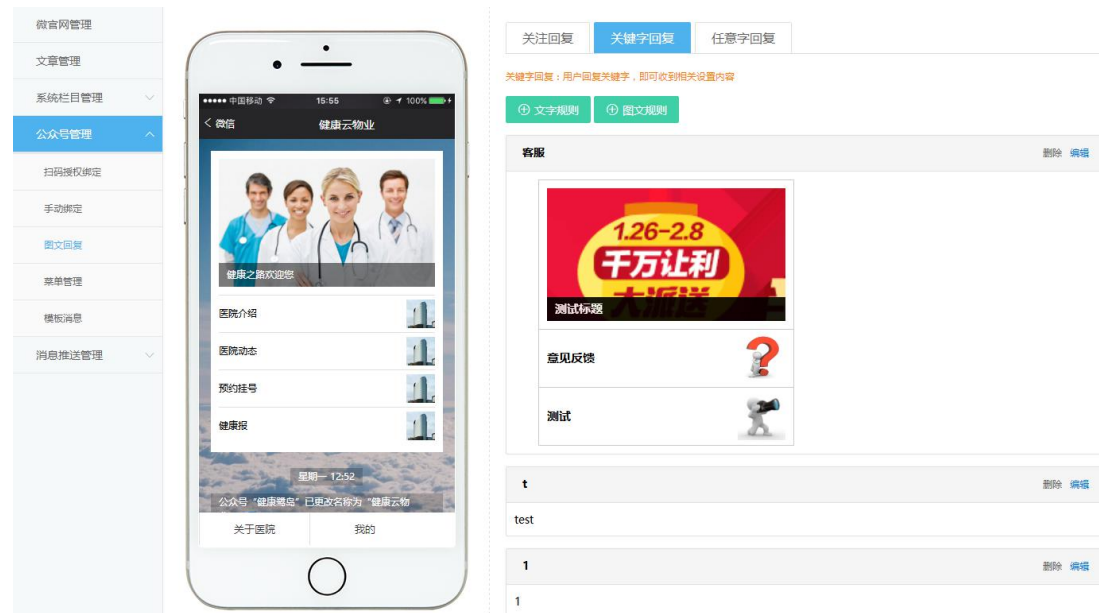 微官网管理
文章管理
系统栏目管理
公众号管理
扫码授权绑定
手动绑定
图文回复
菜单管理
模板消息
消息推送管理
中国移动 15:55 100%
微信 健康云物业
健康之路欢迎您
医院介绍
医院动态
预约挂号
健康报
星期一 12:52
公众号“健康鹭岛”已更改名称为“健康云物
关于医院 我的
关注回复 关键字回复 任意字回复
关键字回复：用户回复关键字，即可收到相关设置内容
文字规则 图文规则
客服 删除 编辑
1.26-2.8
千万让利
大派送
测试标题
意见反馈
测试
t 删除 编辑
test
1 删除 编辑
1